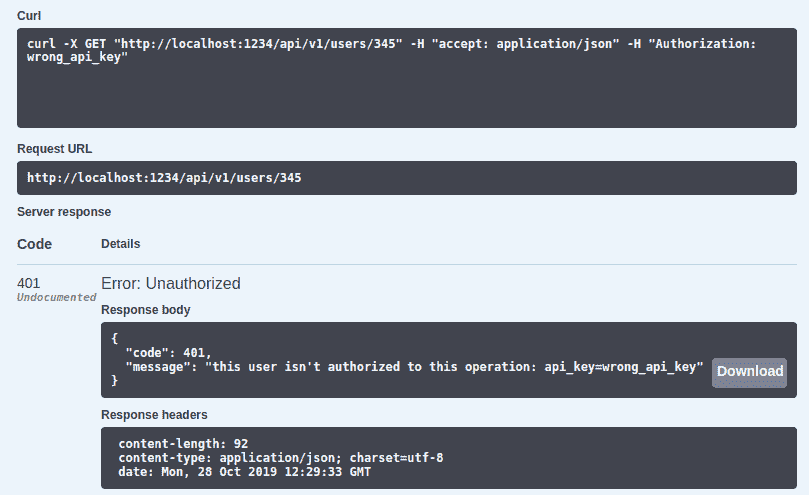 Curl
curl -X GET "http://localhost:1234/api/v1/users/345" -H "accept: application/json" -H "Authorization:
wrong_api_key"
Request URL
http://localhost:1234/api/v1/users/345
Server response
Code Details
401 Error: Unauthorized
Undocumented
Response body
{
"code": 401,
"message": "this user isn't authorized to this operation: api_key=wrong_api_key"
}
Download
Response headers
content-length: 92
content-type: application/json; charset=utf-8
date: Mon, 28 Oct 2019 12:29:33 GMT